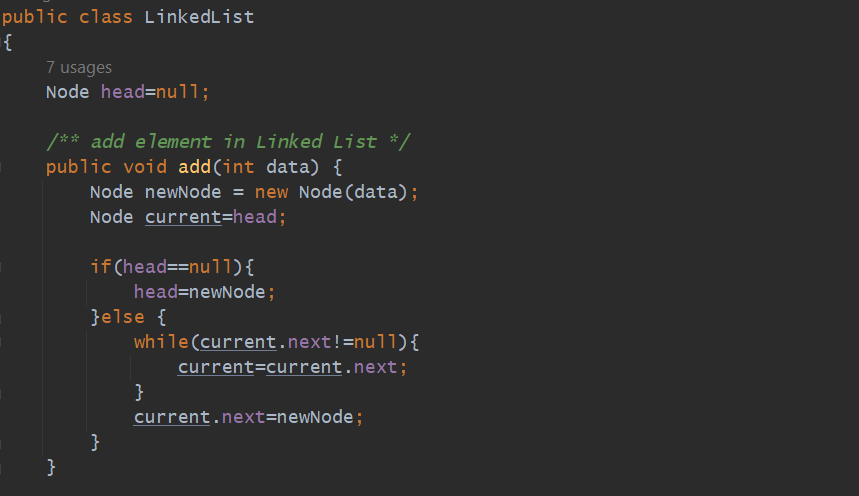 public class LinkedList
{
7 usages
Node head=null;
/** add element in Linked List */
public void add(int data) {
Node newNode = new Node(data);
Node current=head;
if(head==null){
head=newNode;
}else {
while(current.next!=null){
current=current.next;
}
current.next=newNode;
}
}